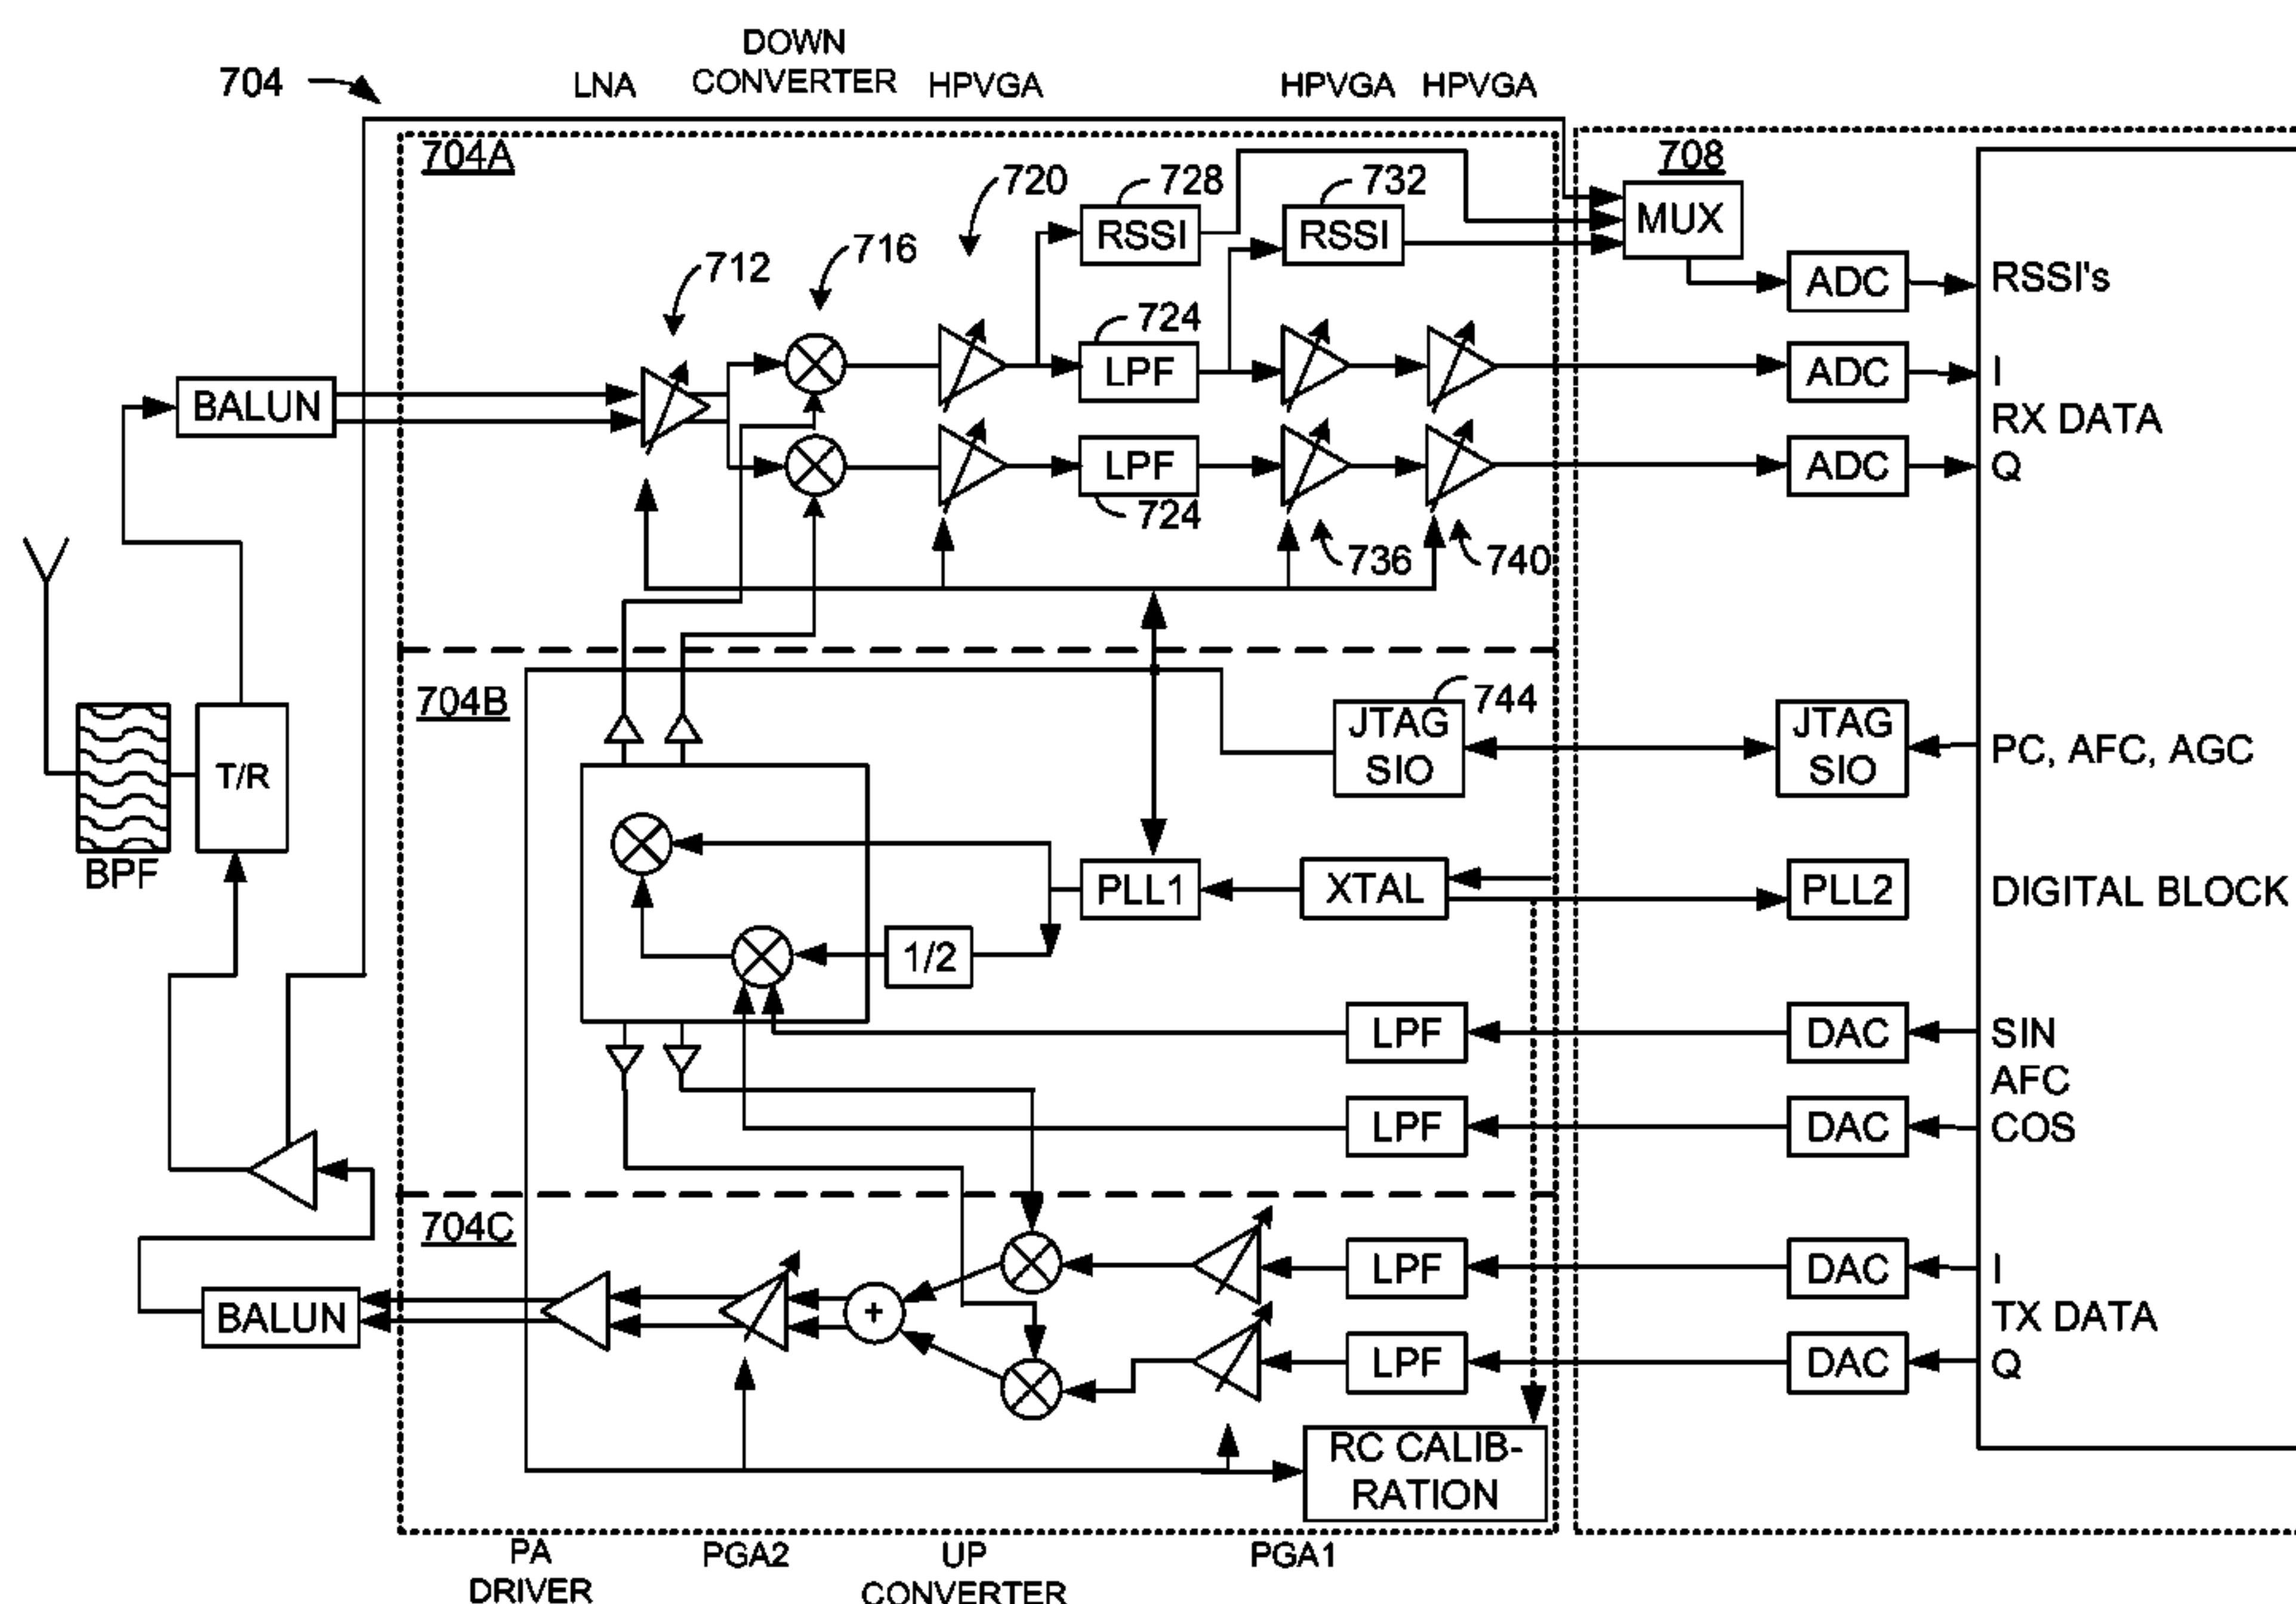 DOWN
704
LNA
CONVERTER
HPVGA
HPVGA
HPVGA
704A
720
728
732
708
RSSI
RSSI
MUX
712
716
ADC
RSSI's
724
LPF
ADC
I
BALUN
RX DATA
LPF
ADC
Q
724
736
740
704B
744
JTAG
SIO
JTAG
SIO
PC, AFC, AGC
T/R
BPF
PLL1
XTAL
PLL2
DIGITAL BLOCK
1/2
LPF
DAC
SIN
AFC
LPF
DAC
COS
704C
LPF
DAC
I
BALUN
+
TX DATA
LPF
DAC
Q
RC CALIB-
RATION
PA
DRIVER
PGA2
UP
CONVERTER
PGA1